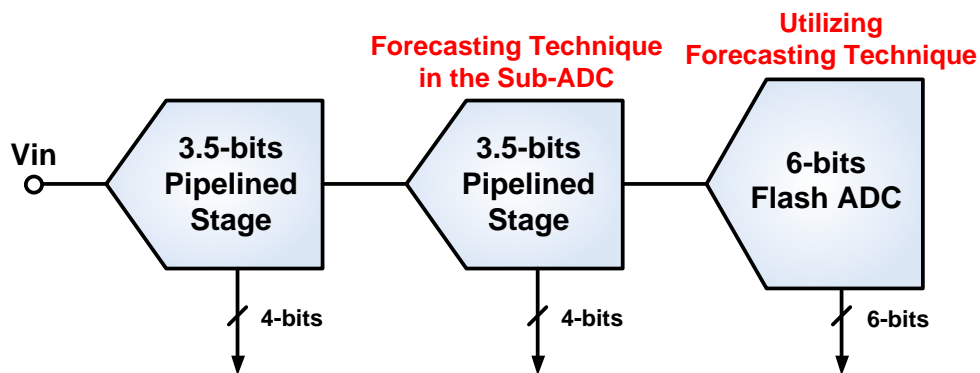 Utilizing
Forecasting Technique
Forecasting Technique
in the Sub-ADC
Vin
3.5-bits
Pipelined
Stage
3.5-bits
Pipelined
Stage
6-bits
Flash ADC
4-bits
4-bits
6-bits